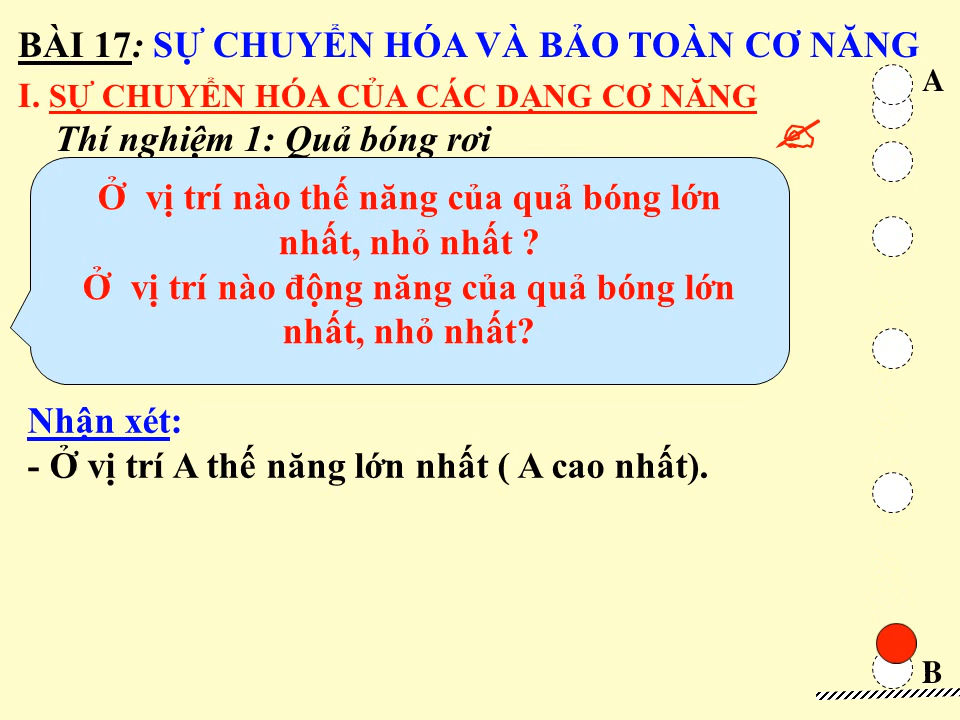 BÀI 17: SỰ CHUYỂN HÓA VÀ BẢO TOÀN CƠ NĂNG
A
I. SỰ CHUYỂN HÓA CỦA CÁC DẠNG CƠ NĂNG
Thí nghiệm 1: Quả bóng rơi
Ở vị trí nào thế năng của quả bóng lớn
nhất, nhỏ nhất ?
Ở vị trí nào động năng của quả bóng lớn
nhất, nhỏ nhất?
Nhận xét:
- Ở vị trí A thế năng lớn nhất ( A cao nhất).
B